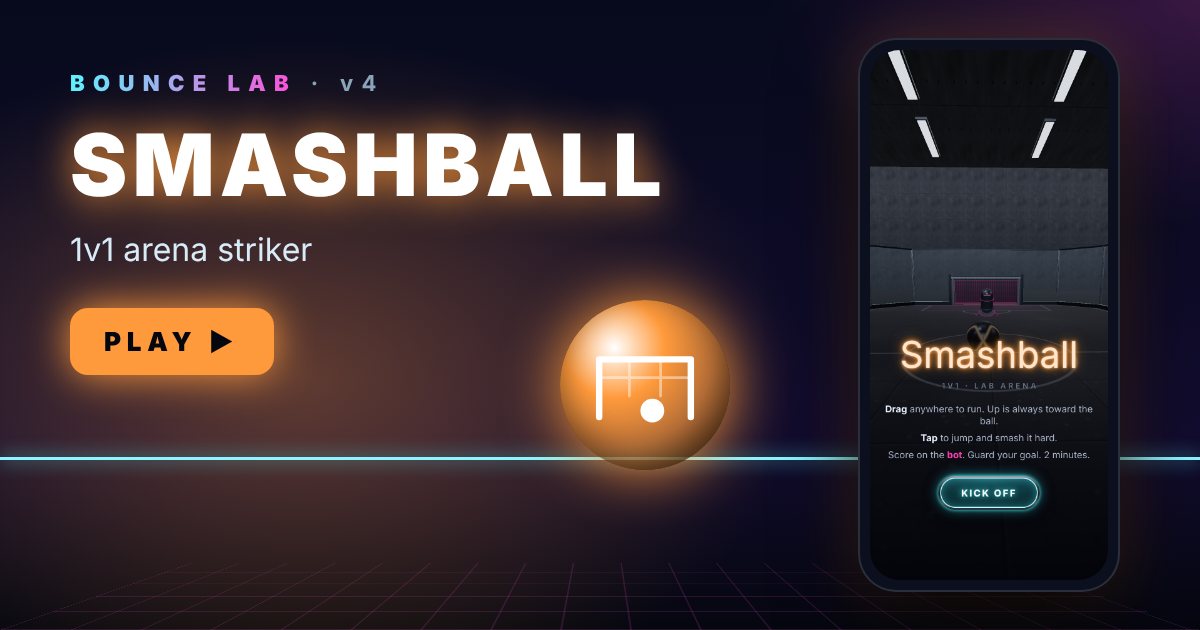 BOUNCE LAB · v4
SMASHBALL
1v1 arena striker
PLAY ▶
Smashball
1V1 · LAB ARENA
Drag anywhere to run. Up is always toward the
ball.
Tap to jump and smash it hard.
Score on the bot. Guard your goal. 2 minutes.
KICK OFF